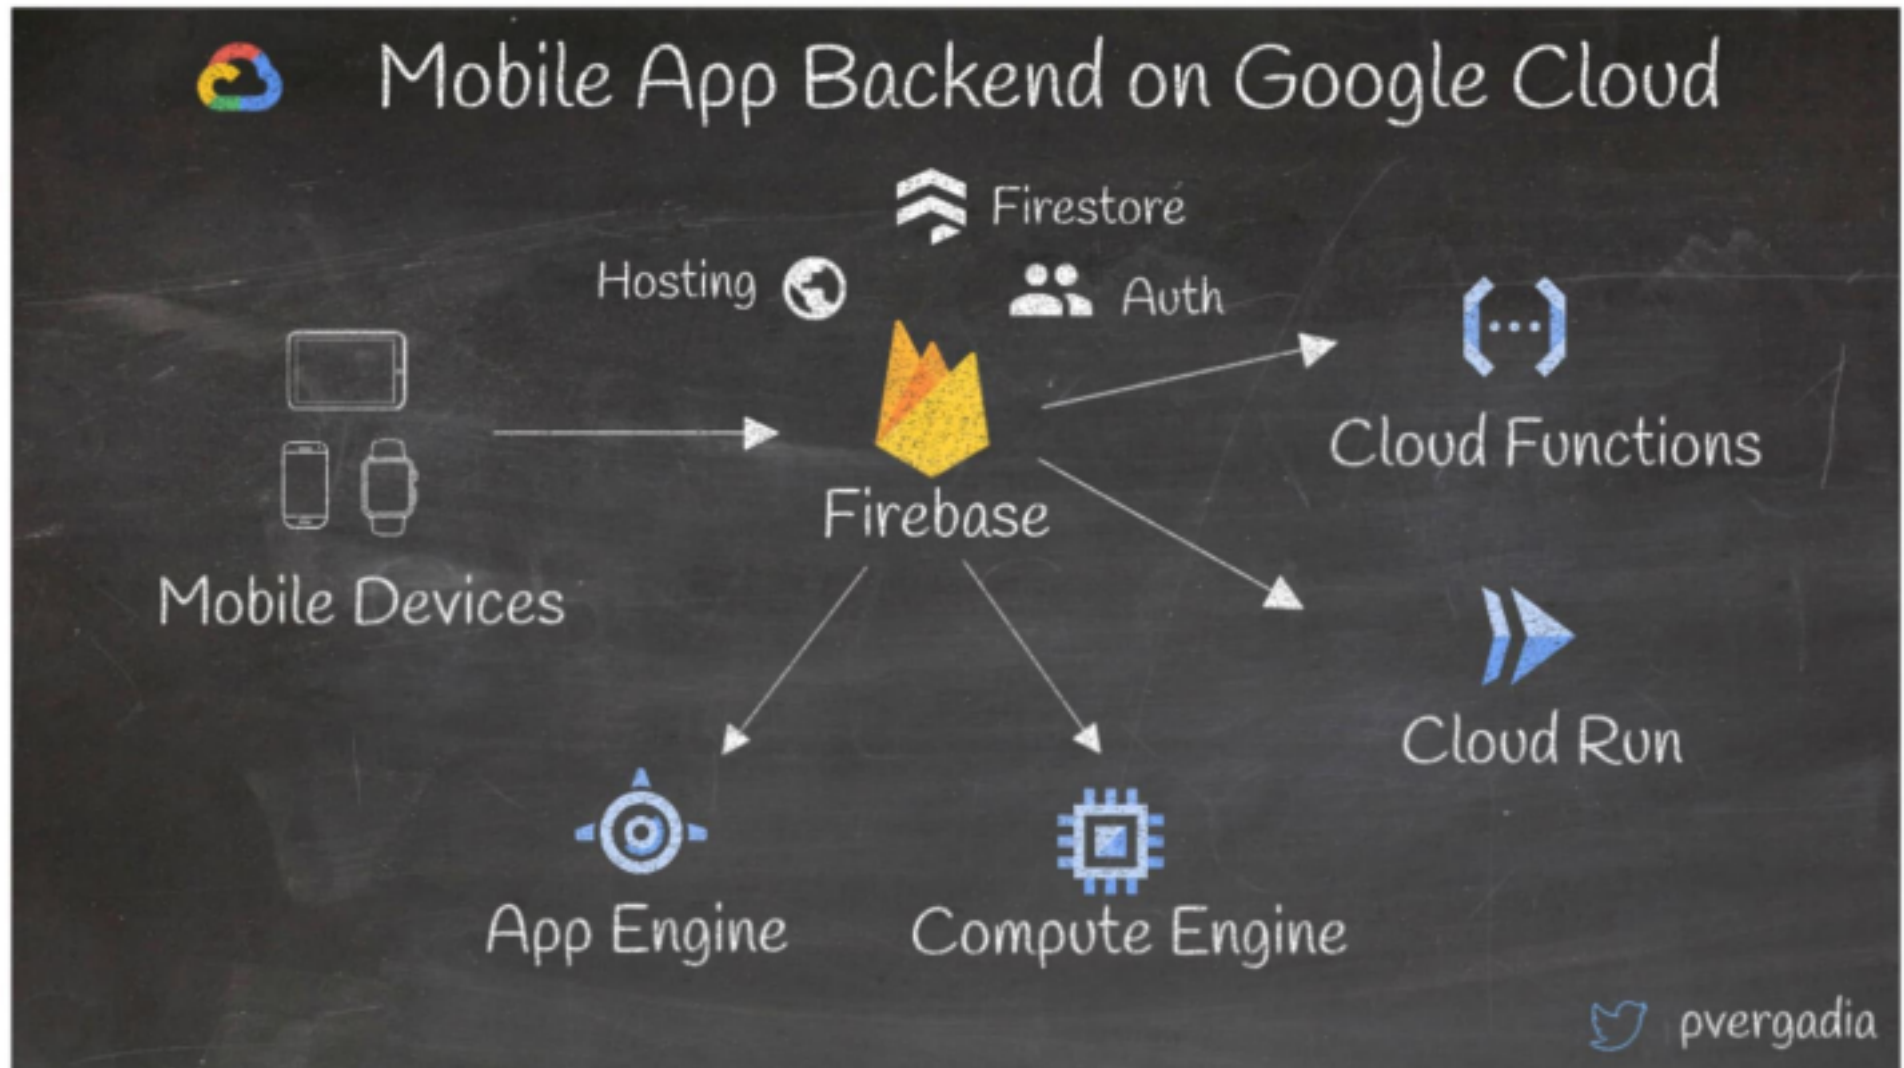 Mobile App Backend on Google Cloud
Firestore
Hosting
Auth
Cloud Functions
Firebase
Mobile Devices
Cloud Run
App Engine
Compute Engine
pvergadia